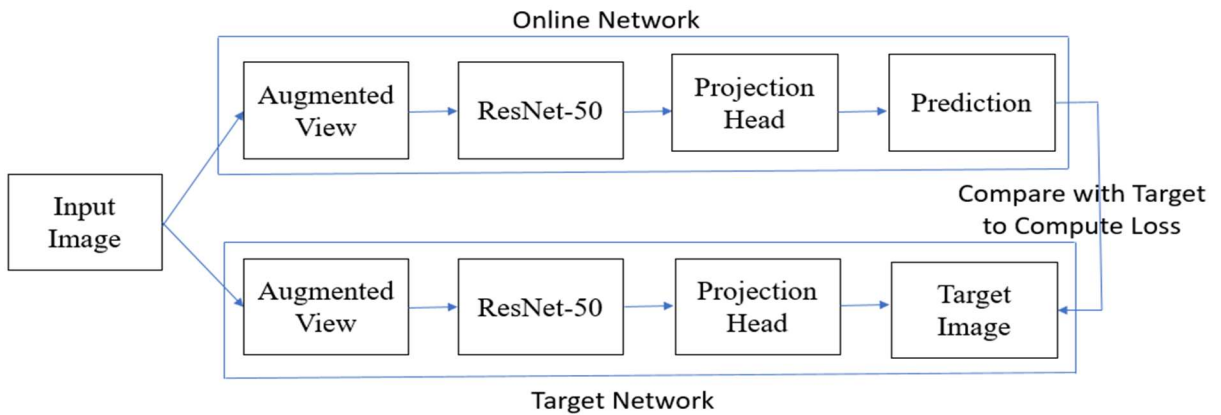 Online Network
Augmented
View
ResNet-50
Projection
Head
Prediction
Input
Image
Compare with Target
to Compute Loss
Augmented
View
ResNet-50
Projection
Head
Target
Image
Target Network